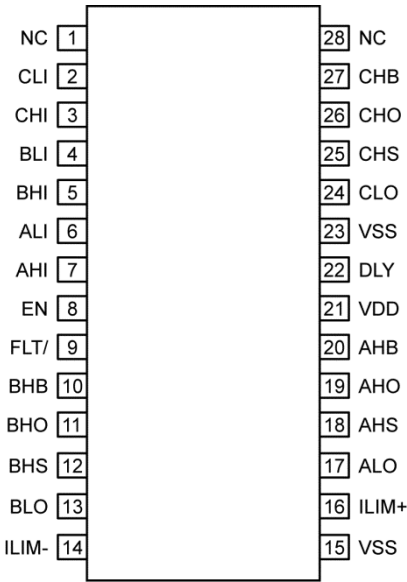 NC 1 28 NC
CLI 2 27 CHB
CHI 3 26 CHO
BLI 4 25 CHS
BHI 5 24 CLO
ALI 6 23 VSS
AHI 7 22 DLY
EN 8 21 VDD
FLT/ 9 20 AHB
BHB 10 19 AHO
BHO 11 18 AHS
BHS 12 17 ALO
BLO 13 16 ILIM+
ILIM- 14 15 VSS